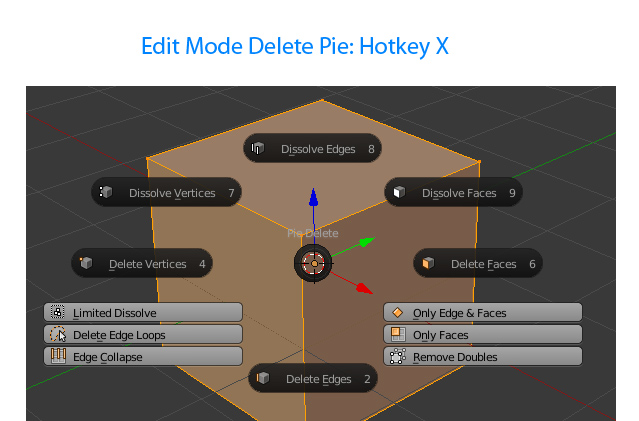 Edit Mode Delete Pie: Hotkey X
Dissolve Edges 8
Dissolve Vertices 7
Dissolve Faces 9
Pie Delete
Delete Vertices 4
Delete Faces 6
Limited Dissolve
Only Edge & Faces
Delete Edge Loops
Only Faces
Edge Collapse
Remove Doubles
Delete Edges 2